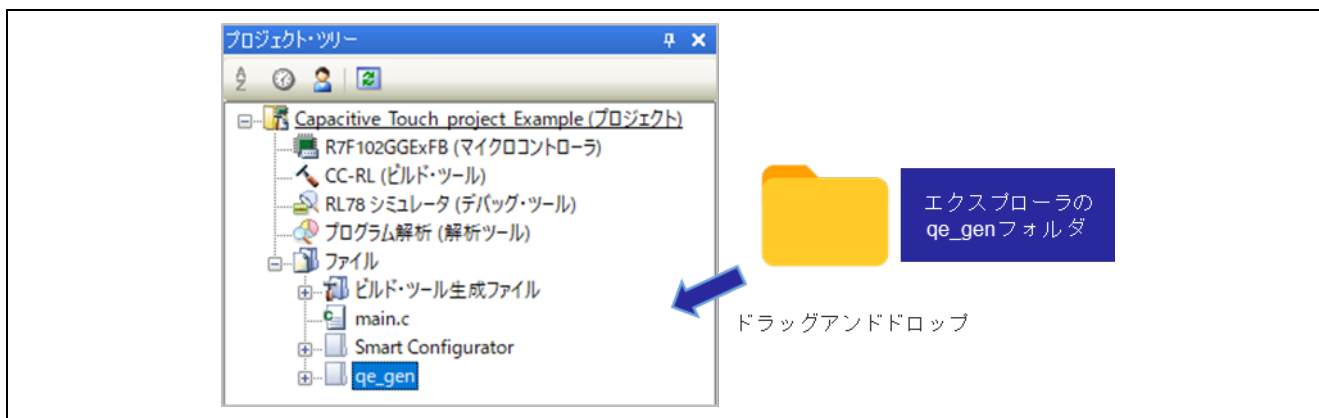 プロジェクト・ツリー
Capacitive_Touch_project_Example (プロジェクト)
R7F102GGExFB (マイクロコントローラ)
CC-RL (ビルド・ツール)
RL78 シミュレータ (デバッグ・ツール)
プログラム解析 (解析ツール)
ファイル
ビルド・ツール生成ファイル
main.c
Smart Configurator
qe_gen
エクスプローラの
qe_genフォルダ
ドラッグアンドドロップ